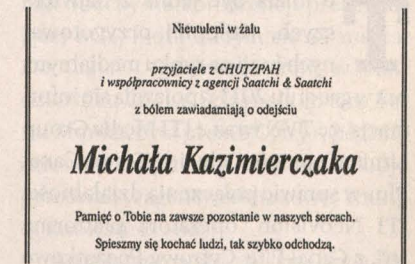 Nieutuleni w żalu
przyjaciele z CHUTZPAH
i współpracownicy z agencji Saatchi & Saatchi
z bólem zawiadamiają o odejściu
Michała Kazimierczaka
Pamięć o Tobie na zawsze pozostanie w naszych sercach.
Spieszmy się kochać ludzi, tak szybko odchodzą.